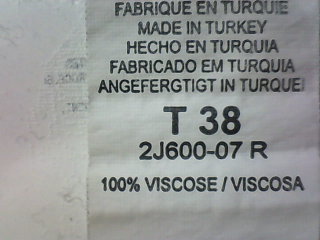 FABRIQUE EN TURQUIE
MADE IN TURKEY
HECHO EN TURQUIA
FABRICADO EM TURQUIA
ANGEFERGTIGT IN TURQUEI
T 38
2J600-07 R
100% VISCOSE / VISCOSA